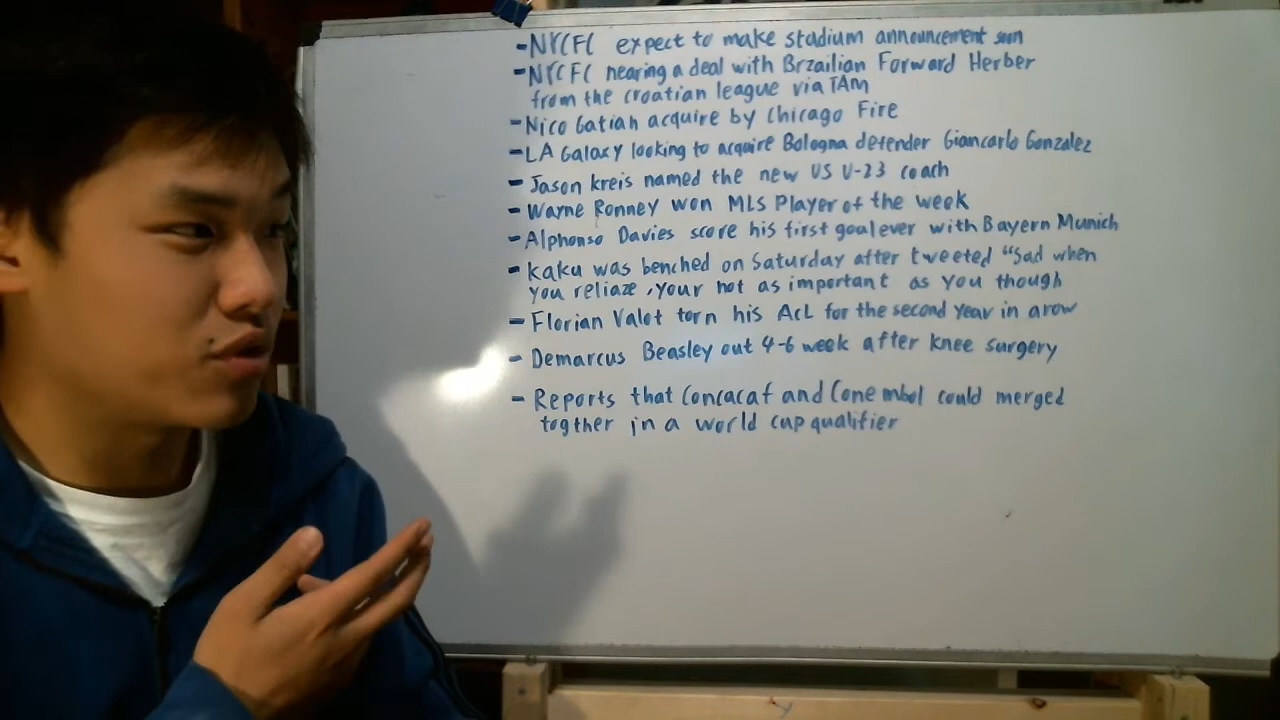 -NYCFC expect to make stadium announcement soon
-NYCFC nearing a deal with Brzailian Forward Herber
from the croatian league via TAM
-Nico Gatian acquire by Chicago Fire
-LA Galaxy looking to acquire Bologna defender Giancarlo Gonzalez
- Jason kreis named the new US U-23 coach
- Wayne Ronney won MLS Player of the week
- Alphonso Davies score his first goal ever with Bayern Munich
- kaku was benched on Saturday after tweeted "Sad when
you reliaze, your not as important as you though
- Florian Valot torn his ACL for the second year in a row
- Demarcus Beasley out 4-6 week after knee surgery
- Reports that Concacaf and Conembol could merged
togther in a world cup qualifier